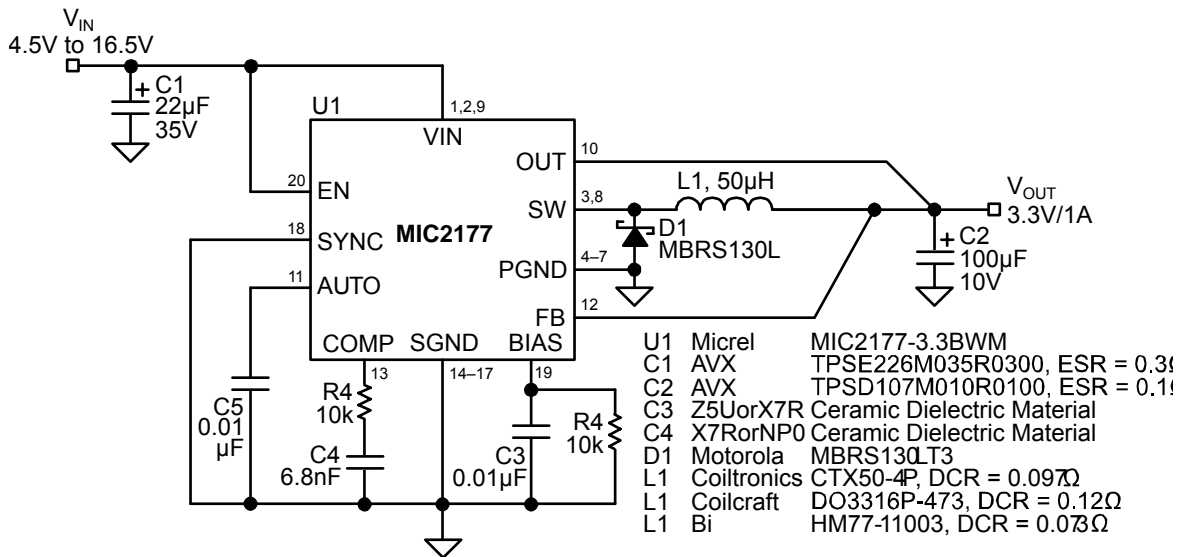 VIN
4.5V to 16.5V
+ C1
22µF
35V
U1
1,2,9
VIN
OUT
10
20
EN
SW
3,8
L1, 50µH
VOUT
3.3V/1A
18
SYNC
MIC2177
D1
MBRS130L
+ C2
100µF
10V
11
AUTO
PGND
4–7
FB
12
COMP
SGND
BIAS
13
14–17
19
R4
10k
C5
0.01
µF
C4
6.8nF
C3
0.01µF
R4
10k
U1 Micrel MIC2177-3.3BWM
C1 AVX TPSE226M035R0300, ESR = 0.3Ω
C2 AVX TPSD107M010R0100, ESR = 0.1
C3 Z5UorX7R Ceramic Dielectric Material
C4 X7RorNP0 Ceramic Dielectric Material
D1 Motorola MBRS130LT3
L1 Coiltronics CTX50-4P, DCR = 0.097Ω
L1 Coilcraft DO3316P-473, DCR = 0.12Ω
L1 Bi HM77-11003, DCR = 0.073Ω